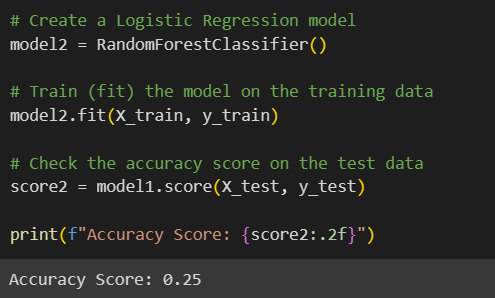 # Create a Logistic Regression model
model2 = RandomForestClassifier()
# Train (fit) the model on the training data
model2.fit(X_train, y_train)
# Check the accuracy score on the test data
score2 = model1.score(X_test, y_test)
print(f"Accuracy Score: {score2:.2f}")
Accuracy Score: 0.25